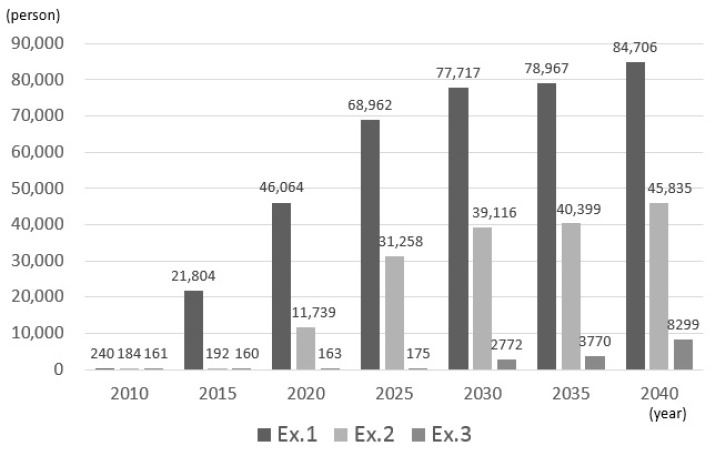 (person)
90,000
80,000
70,000
60,000
50,000
40,000
30,000
20,000
10,000
0
240 184 161
21,804 192 160
46,064 11,739 163
68,962 31,258 175
77,717 39,116 2772
78,967 40,399 3770
84,706 45,835 8299
2010 2015 2020 2025 2030 2035 2040
(year)
Ex.1 Ex.2 Ex.3